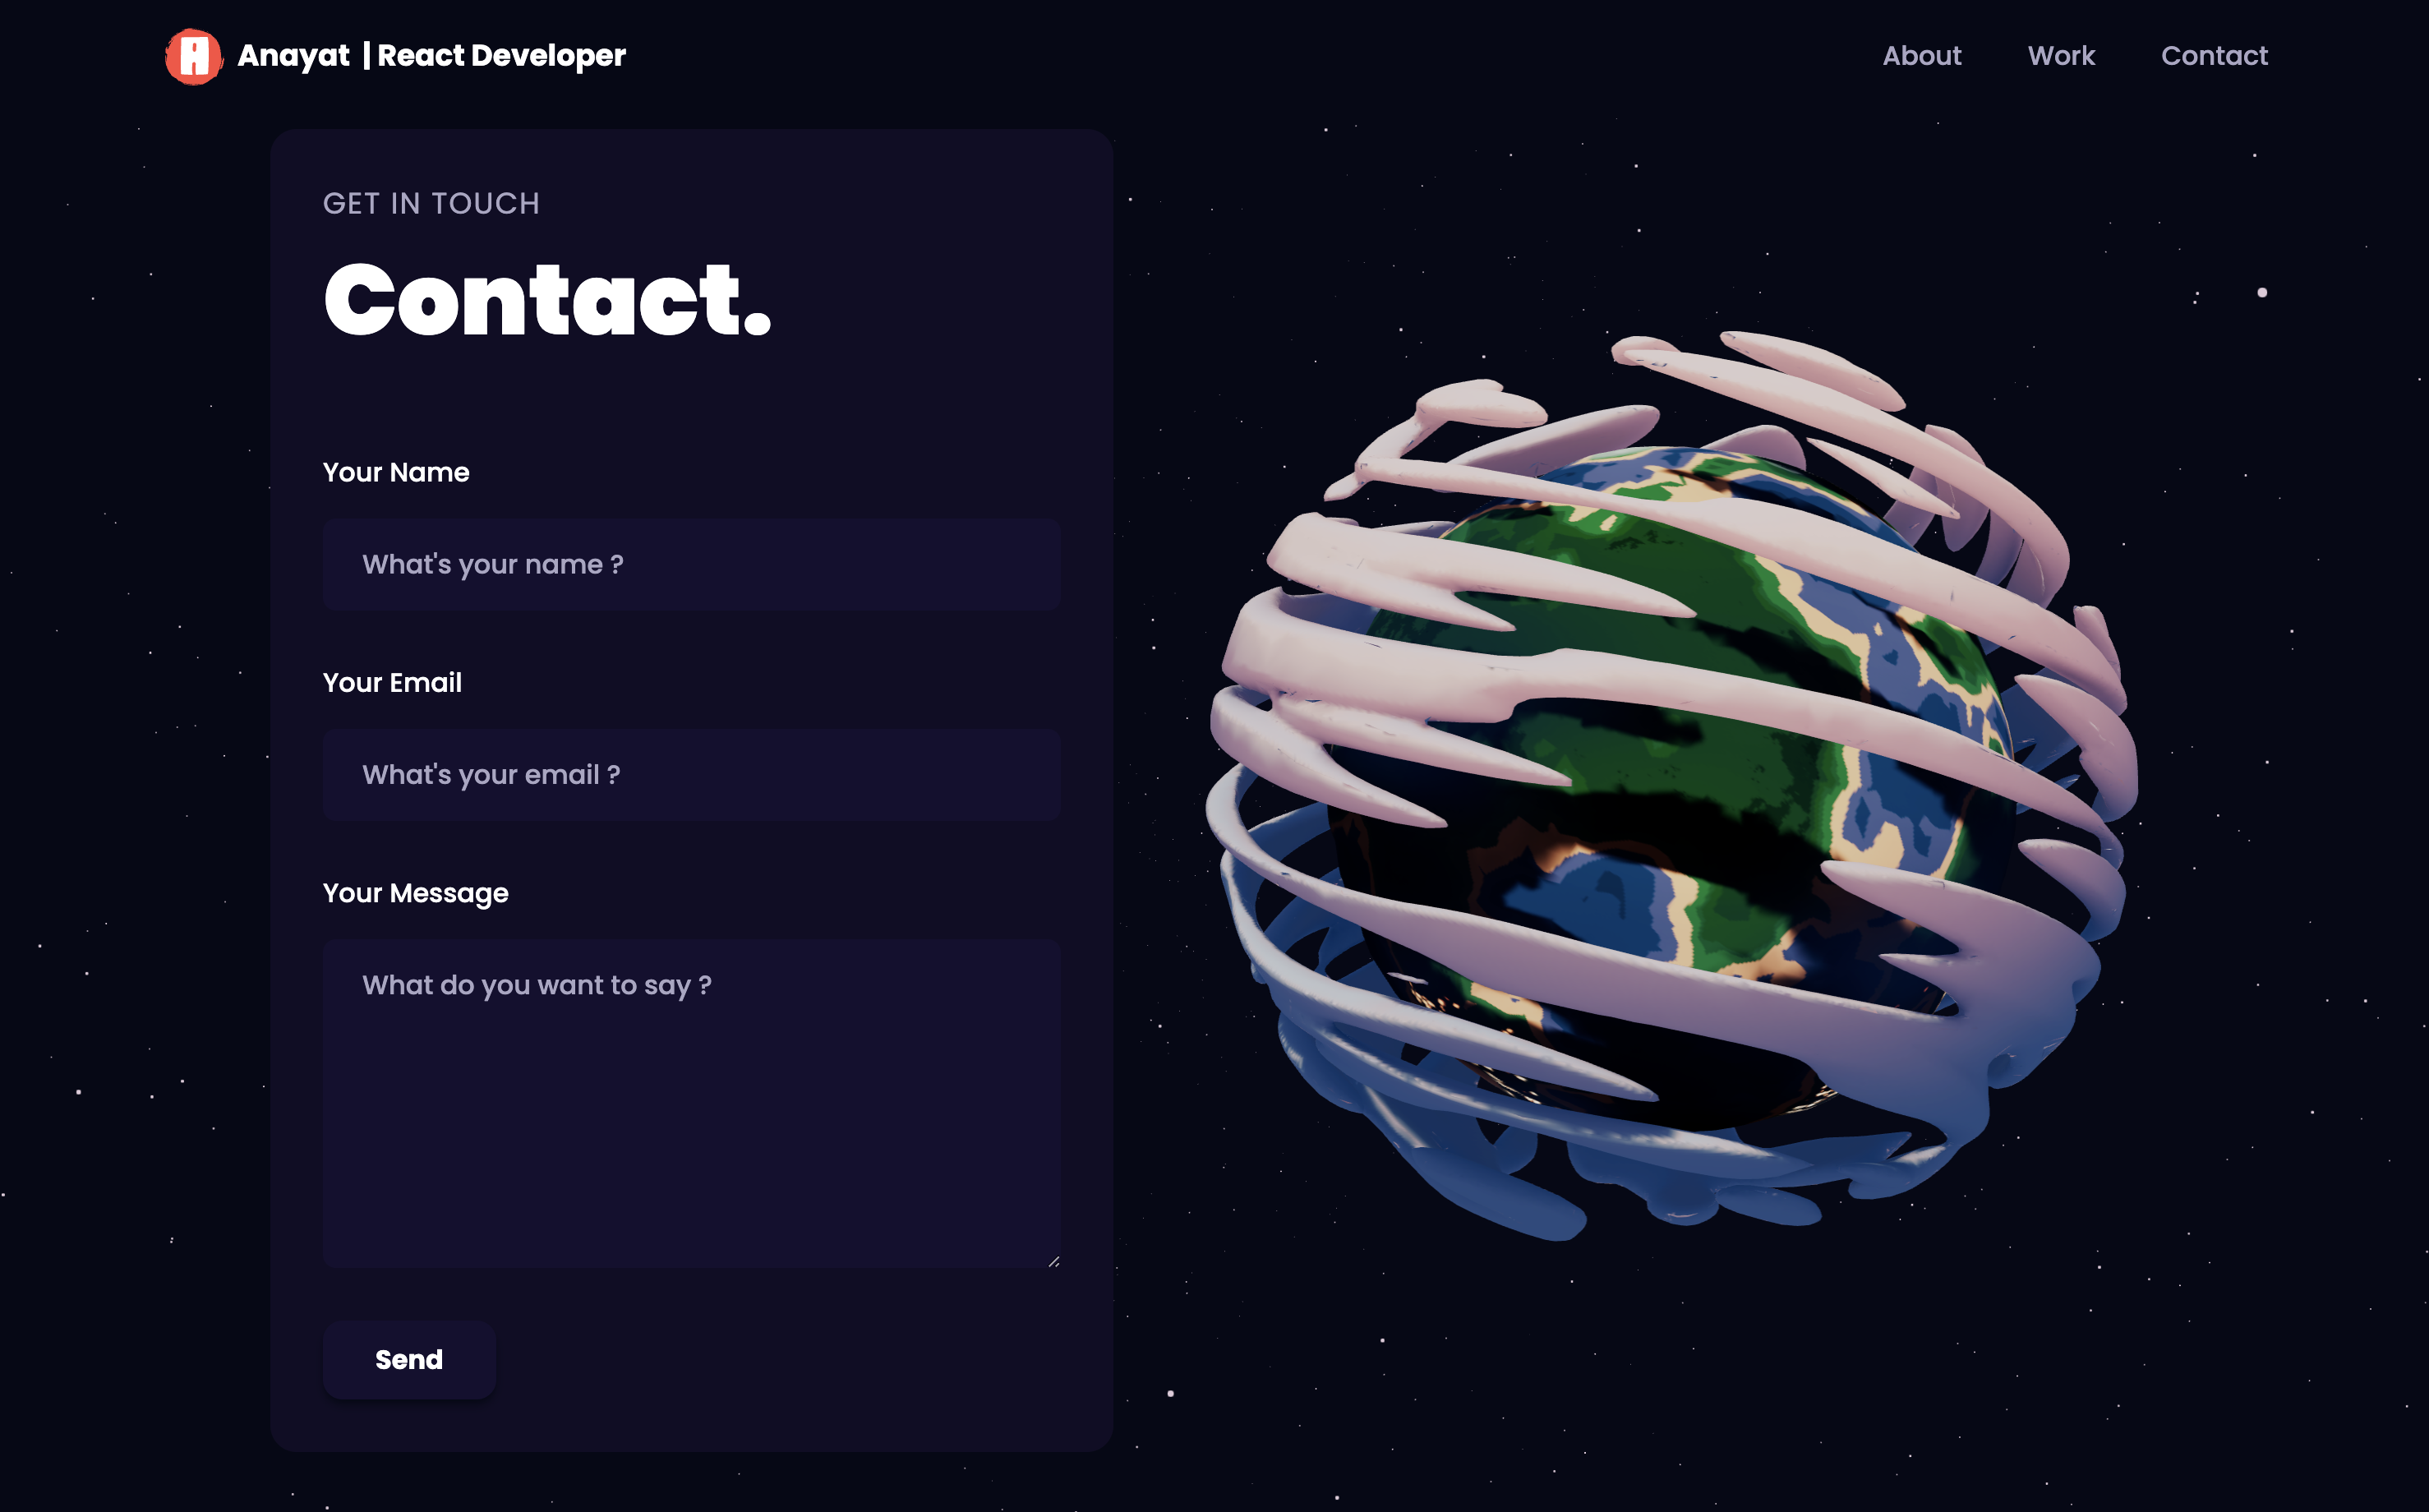 A Anayat | React Developer
About Work Contact
GET IN TOUCH
Contact.
Your Name
What's your name ?
Your Email
What's your email ?
Your Message
What do you want to say ?
Send